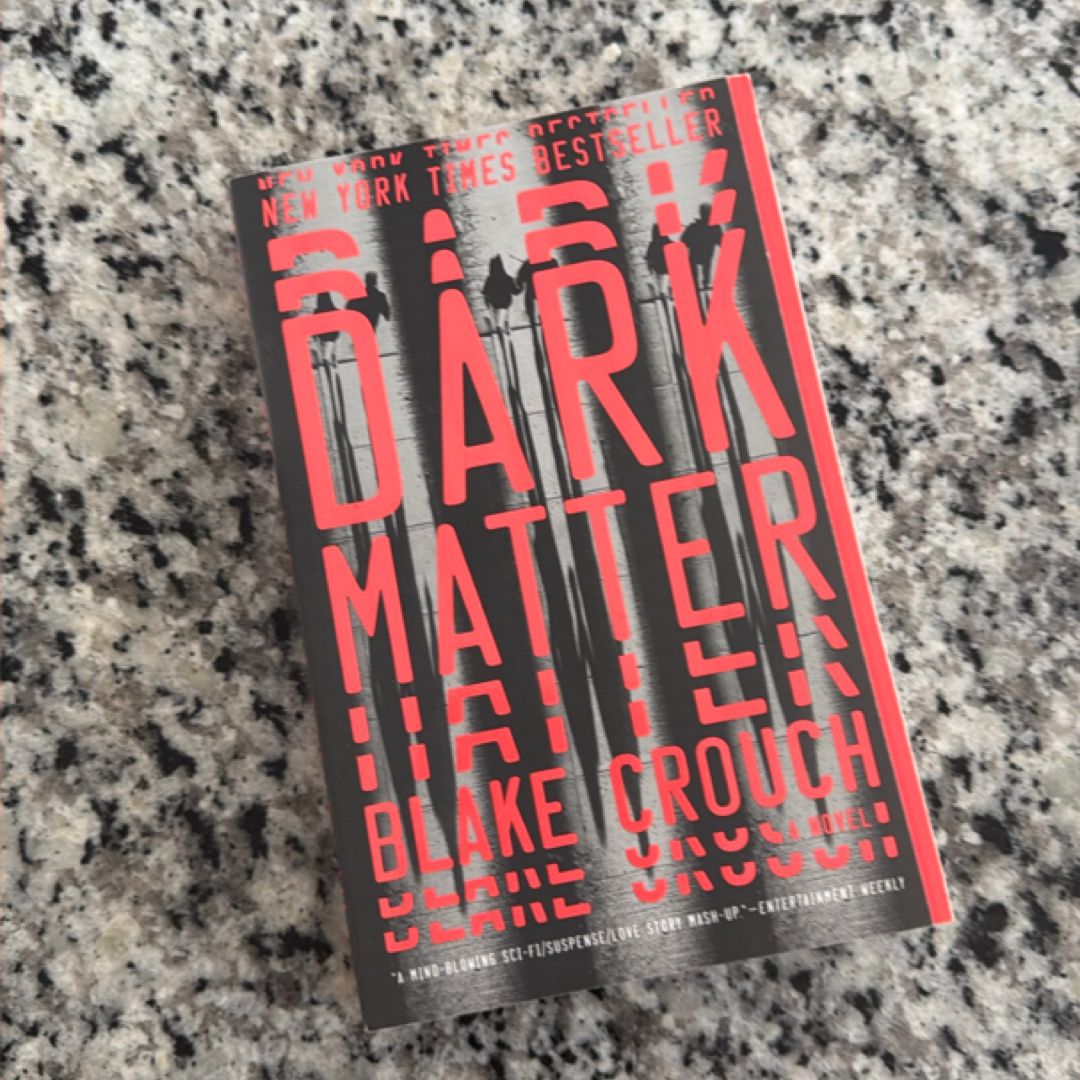 NEW YORK TIMES BESTSELLER
DARK
MATTER
BLAKE CROUCH
A NOVEL
"A MIND-BLOWING SCI-FI/SUSPENSE/LOVE STORY MASH-UP."—ENTERTAINMENT WEEKLY